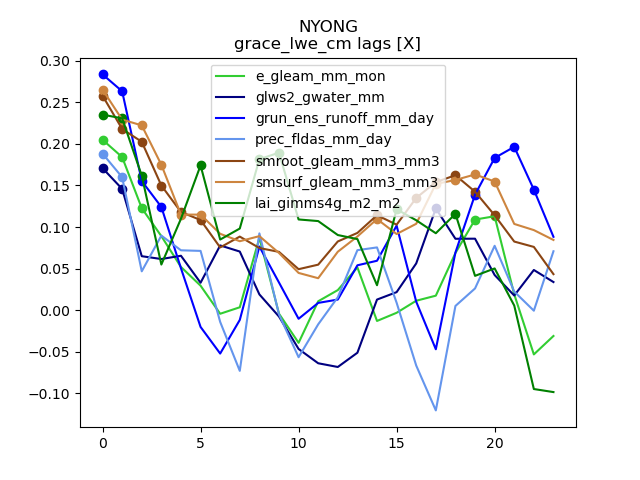 NYONG
grace_lwe_cm lags [X]
0.30
0.25
0.20
0.15
0.10
0.05
0.00
−0.05
−0.10
0
5
10
15
20
e_gleam_mm_mon
glws2_gwater_mm
grun_ens_runoff_mm_day
prec_fldas_mm_day
smroot_gleam_mm3_mm3
smsurf_gleam_mm3_mm3
lai_gimms4g_m2_m2